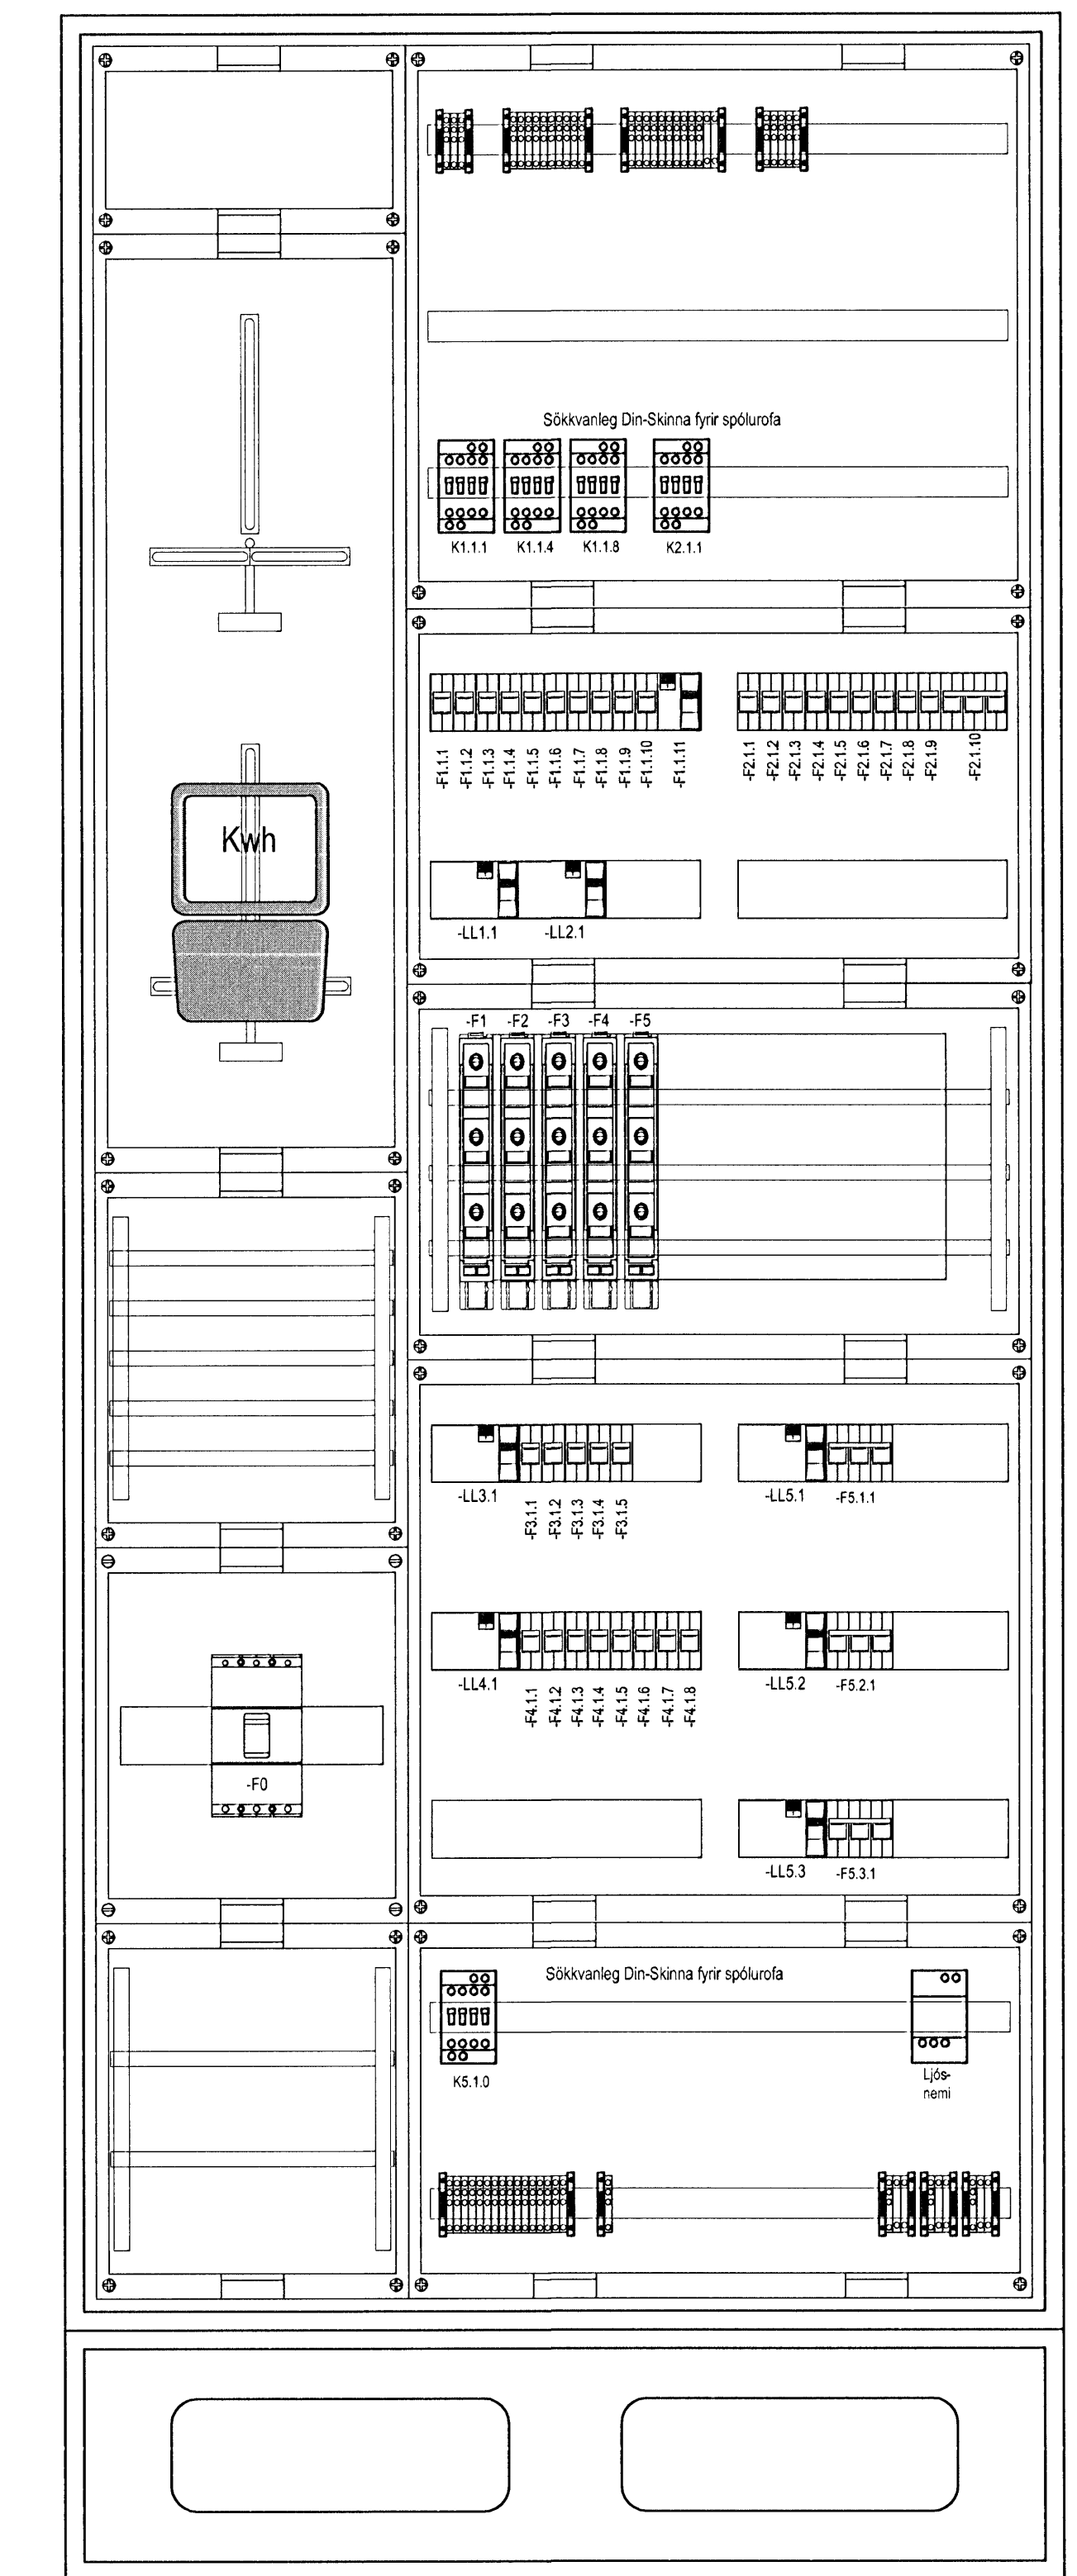 Sökkvanleg Din-Skinna fyrir spólurofa
K1.1.1 K1.1.4 K1.1.8 K2.1.1
-F1.1.1 -F1.1.2 -F1.1.3 -F1.1.4 -F1.1.5 -F1.1.6 -F1.1.7 -F1.1.8 -F1.1.9 -F1.1.10 -F1.1.11 -F2.1.1 -F2.1.2 -F2.1.3 -F2.1.4 -F2.1.5 -F2.1.6 -F2.1.7 -F2.1.8 -F2.1.9 -F2.1.10
Kwh
-LL1.1 -LL2.1
-F1 -F2 -F3 -F4 -F5
-LL3.1 -LL5.1 -F5.1.1
-F3.1.1 -F3.1.2 -F3.1.3 -F3.1.4 -F3.1.5
-LL4.1 -LL5.2 -F5.2.1
-F4.1.1 -F4.1.2 -F4.1.3 -F4.1.4 -F4.1.5 -F4.1.6 -F4.1.7 -F4.1.8
-F0
-LL5.3 -F5.3.1
Sökkvanleg Din-Skinna fyrir spólurofa
K5.1.0
Ljós-
nemi